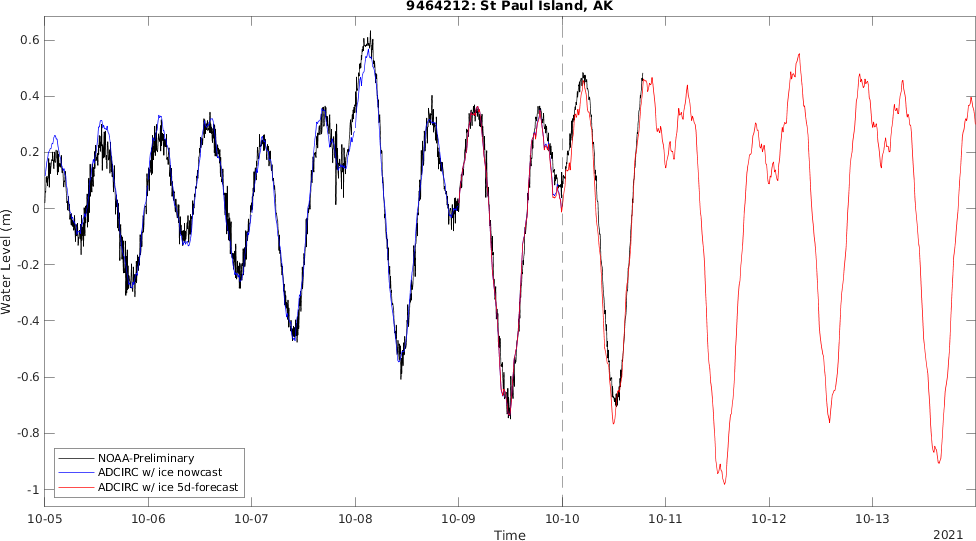 9464212: St Paul Island, AK
Water Level (m)
0.6
0.4
0.2
0
-0.2
-0.4
-0.6
-0.8
-1
NOAA-Preliminary
ADCIRC w/ ice nowcast
ADCIRC w/ ice 5d-forecast
10-05 10-06 10-07 10-08 10-09 10-10 10-11 10-12 10-13
Time
2021